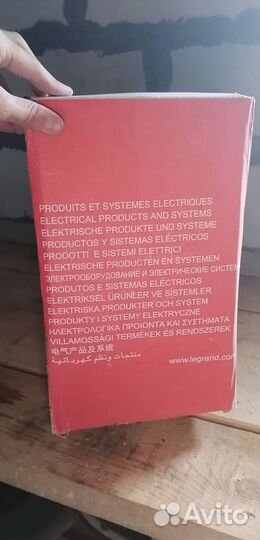 PRODUITS ET SYSTEMES ELECTRIQUES
ELECTRICAL PRODUCTS AND SYSTEMS
ELEKTRISCHE PRODUKTE UND SYSTEME
PRODUCTOS Y SISTEMAS ELÉCTRICOS
PRODOTTI E SISTEMI ELETTRICI
ELEKTRISCHE PRODUCTEN EN SYSTEMEN
ЭЛЕКТРООБОРУДОВАНИЕ И ЭЛЕКТРИЧЕСКИЕ СИСТЕМ
PRODUTOS E SISTEMAS ELÉCTRICOS
ELEKTRİKSEL ÜRÜNLER VE SİSTEMLER
ELEKTRISKA PRODUKTER OCH SYSTEM
PRODUKTY I SYSTEMY ELEKTRYCZNE
ΗΛΕΚΤΡΟΛΟΓΙΚΑ ΠΡΟΙΟΝΤΑ ΚΑΙ ΣΥΣΤΗΜΑΤΑ
VILLAMOSSÁGI TERMÉKEK ÉS RENDSZEREK
电气产品及系统
منتجات ونظم كهربائية
www.legrand.com
Avito